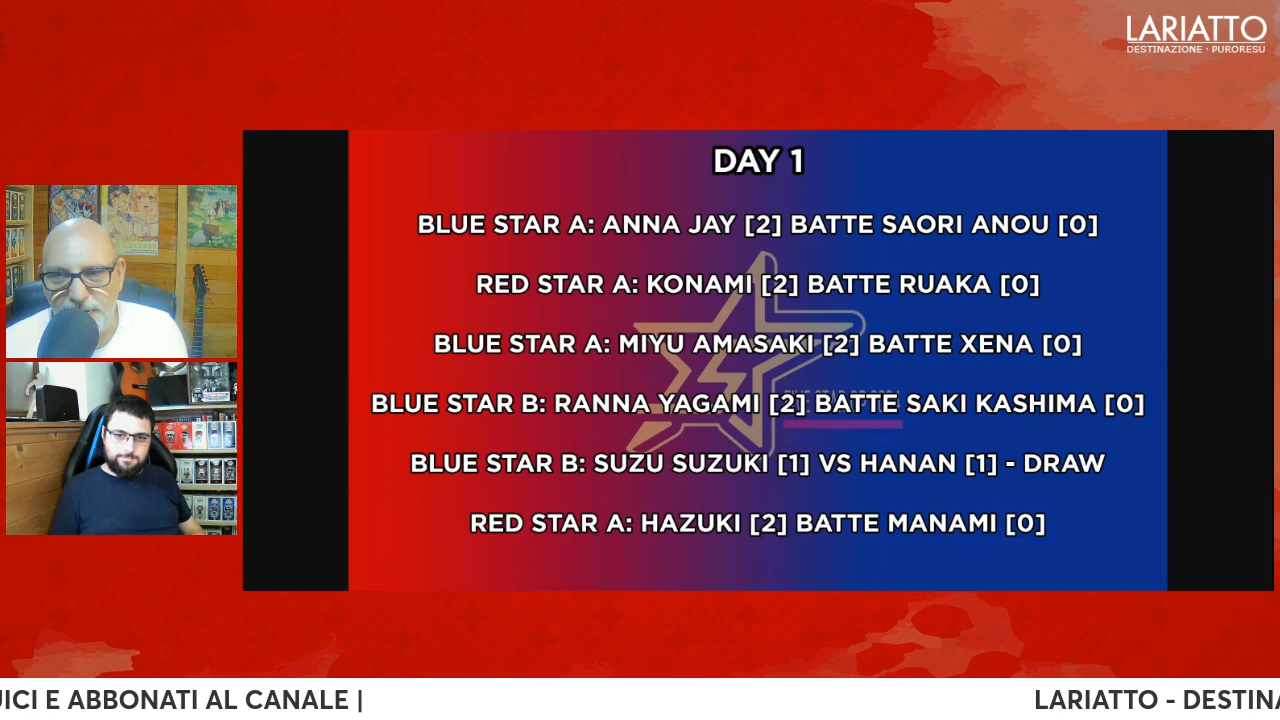 LARIATTO
DESTINAZIONE • PURORESU
DAY 1
BLUE STAR A: ANNA JAY [2] BATTE SAORI ANOU [0]
RED STAR A: KONAMI [2] BATTE RUAKA [0]
BLUE STAR A: MIYU AMASAKI [2] BATTE XENA [0]
BLUE STAR B: RANNA YAGAMI [2] BATTE SAKI KASHIMA [0]
BLUE STAR B: SUZU SUZUKI [1] VS HANAN [1] - DRAW
RED STAR A: HAZUKI [2] BATTE MANAMI [0]
UICI E ABBONATI AL CANALE | LARIATTO - DESTINA